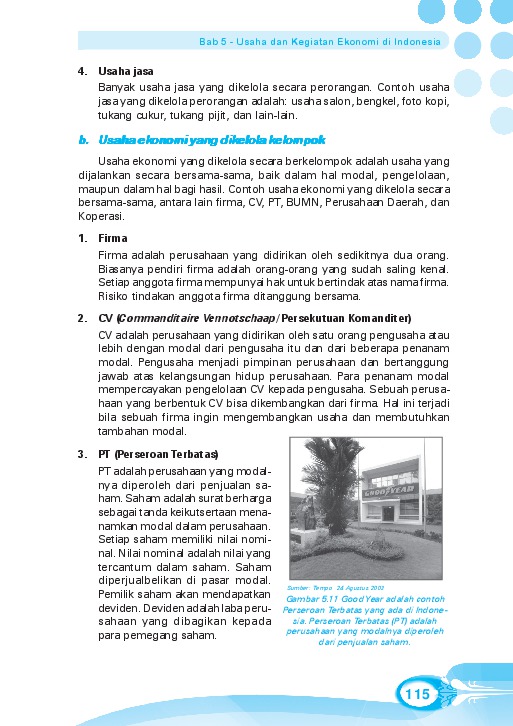 Bab 5 - Usaha dan Kegiatan Ekonomi di Indonesia
4. Usaha jasa
Banyak usaha jasa yang dikelola secara perorangan. Contoh usaha
jasa yang dikelola perorangan adalah: usaha salon, bengkel, foto kopi,
tukang cukur, tukang pijit, dan lain-lain.
b. Usaha ekonomi yang dikelola kelompok
Usaha ekonomi yang dikelola secara berkelompok adalah usaha yang
dijalankan secara bersama-sama, baik dalam hal modal, pengelolaan,
maupun dalam hal bagi hasil. Contoh usaha ekonomi yang dikelola secara
bersama-sama, antara lain firma, CV, PT, BUMN, Perusahaan Daerah, dan
Koperasi.
1. Firma
Firma adalah perusahaan yang didirikan oleh sedikitnya dua orang.
Biasanya pendiri firma adalah orang-orang yang sudah saling kenal.
Setiap anggota firma mempunyai hak untuk bertindak atas nama firma.
Risiko tindakan anggota firma ditanggung bersama.
2. CV (Commanditaire Vennotschaap/Persekutuan Komanditer)
CV adalah perusahaan yang didirikan oleh satu orang pengusaha atau
lebih dengan modal dari pengusaha itu dan dari beberapa penanam
modal. Pengusaha menjadi pimpinan perusahaan dan bertanggung
jawab atas kelangsungan hidup perusahaan. Para penanam modal
mempercayakan pengelolaan CV kepada pengusaha. Sebuah perusa-
haan yang berbentuk CV bisa dikembangkan dari firma. Hal ini terjadi
bila sebuah firma ingin mengembangkan usaha dan membutuhkan
tambahan modal.
3. PT (Perseroan Terbatas)
PT adalah perusahaan yang modal-
nya diperoleh dari penjualan sa-
ham. Saham adalah surat berharga
sebagai tanda keikutsertaan mena-
namkan modal dalam perusahaan.
Setiap saham memiliki nilai nomi-
nal. Nilai nominal adalah nilai yang
tercantum dalam saham. Saham
diperjualbelikan di pasar modal.
Pemilik saham akan mendapatkan
deviden. Deviden adalah laba peru-
sahaan yang dibagikan kepada
para pemegang saham.
GOODYEAR
Sumber: Tempo 24 Agustus 2003
Gambar 5.11 Good Year adalah contoh
Perseroan Terbatas yang ada di Indone-
sia. Perseroan Terbatas (PT) adalah
perusahaan yang modalnya diperoleh
dari penjualan saham.
115